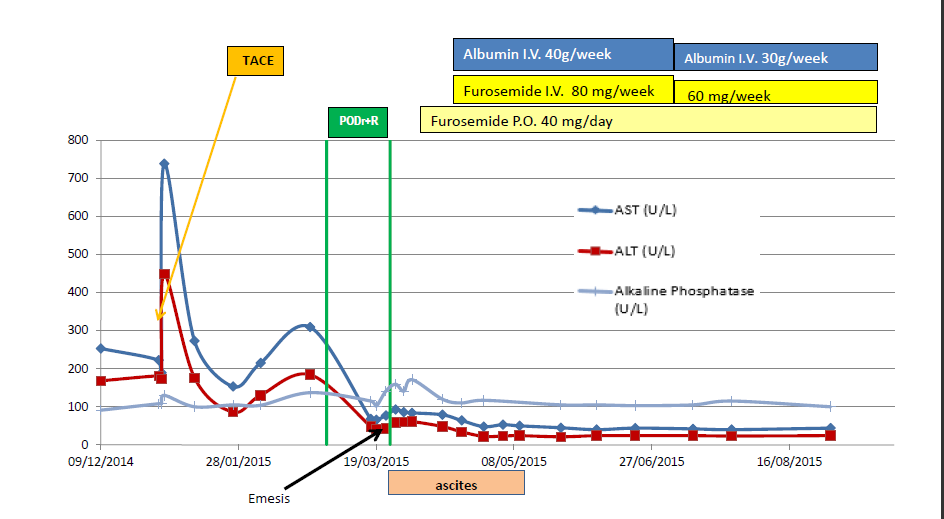 TACE
Albumin I.V. 40g/week
Albumin I.V. 30g/week
Furosemide I.V. 80 mg/week
60 mg/week
PODr+R
Furosemide P.O. 40 mg/day
800
700
600
500
400
300
200
100
0
AST (U/L)
ALT (U/L)
Alkaline Phosphatase
(U/L)
09/12/2014
28/01/2015
19/03/2015
08/05/2015
27/06/2015
16/08/2015
Emesis
ascites